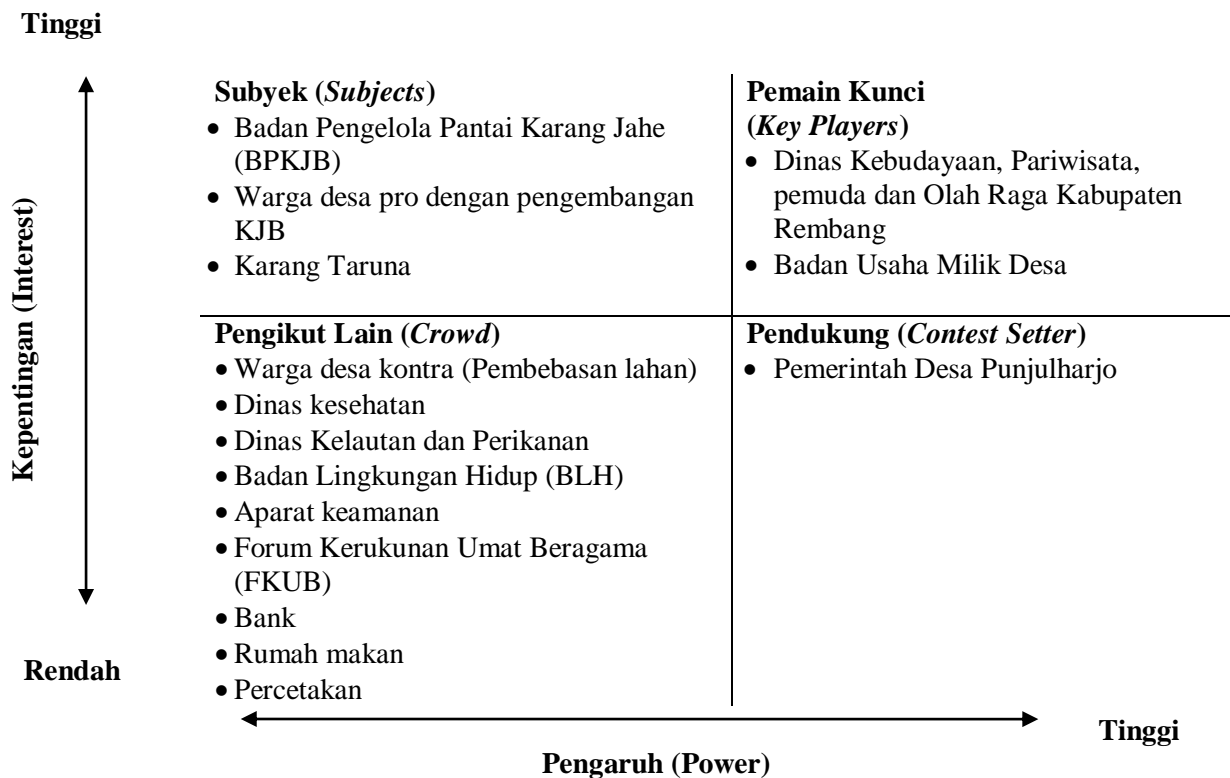 Tinggi
Kepentingan (Interest)
Rendah
Subyek (Subjects)
• Badan Pengelola Pantai Karang Jahe
(BPKJB)
• Warga desa pro dengan pengembangan
KJB
• Karang Taruna
Pemain Kunci
(Key Players)
• Dinas Kebudayaan, Pariwisata,
pemuda dan Olah Raga Kabupaten
Rembang
• Badan Usaha Milik Desa
Pengikut Lain (Crowd)
• Warga desa kontra (Pembebasan lahan)
• Dinas kesehatan
• Dinas Kelautan dan Perikanan
• Badan Lingkungan Hidup (BLH)
• Aparat keamanan
• Forum Kerukunan Umat Beragama
(FKUB)
• Bank
• Rumah makan
• Percetakan
Pendukung (Contest Setter)
• Pemerintah Desa Punjulharjo
Tinggi
Pengaruh (Power)